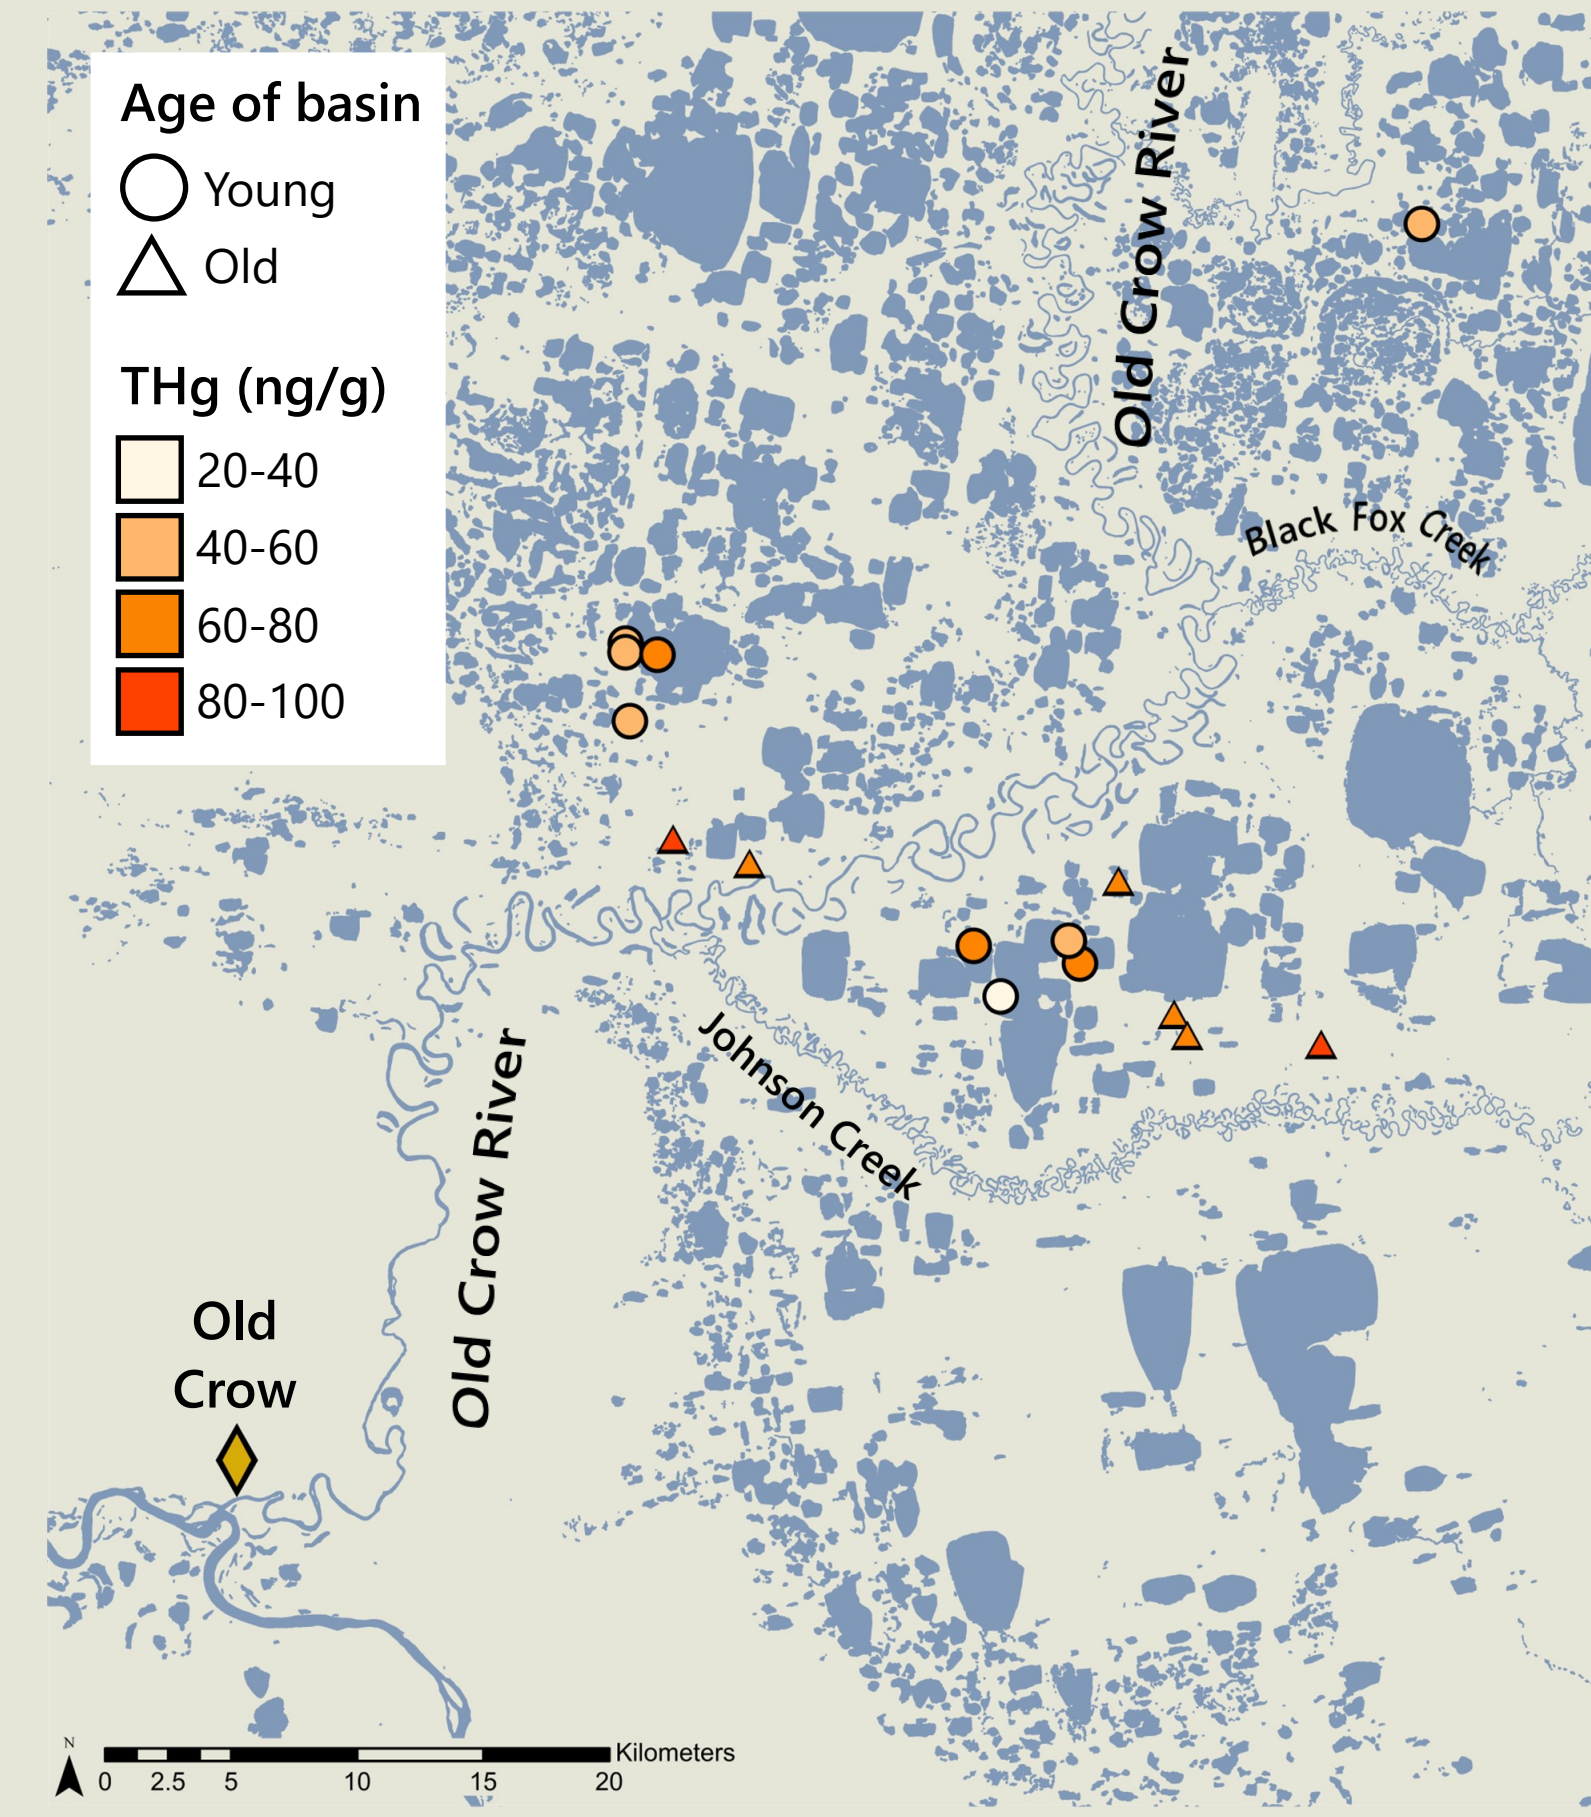 Age of basin
Young
Old
THg (ng/g)
20-40
40-60
60-80
80-100
Old Crow River
Black Fox Creek
Johnson Creek
Old Crow River
Old
Crow
N
Kilometers
0 2.5 5 10 15 20